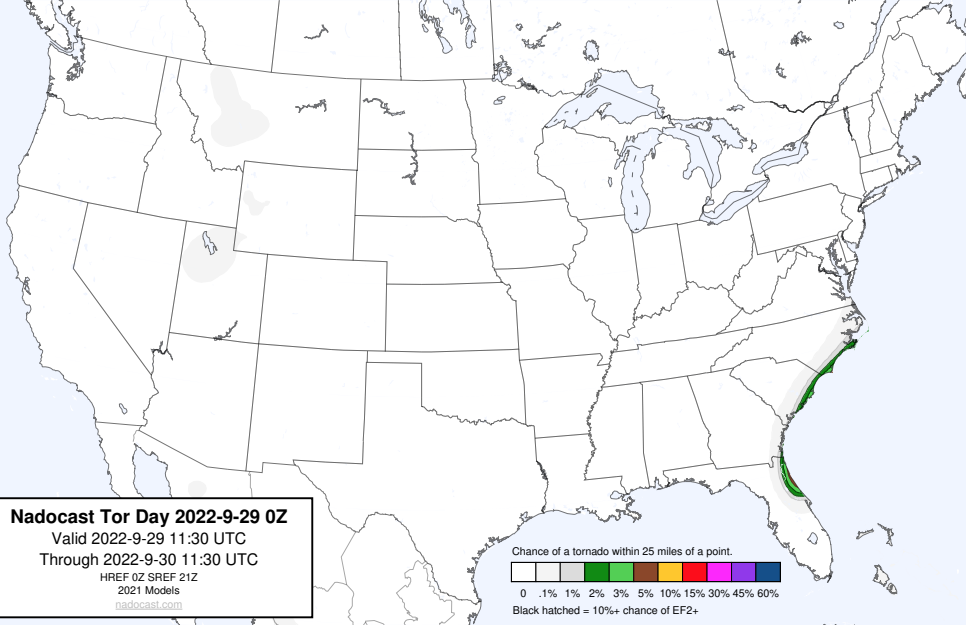 Nadocast Tor Day 2022-9-29 0Z
Valid 2022-9-29 11:30 UTC
Through 2022-9-30 11:30 UTC
HREF 0Z SREF 21Z
2021 Models
nadocast.com
Chance of a tornado within 25 miles of a point.
0 .1% 1% 2% 3% 5% 10% 15% 30% 45% 60%
Black hatched = 10%+ chance of EF2+